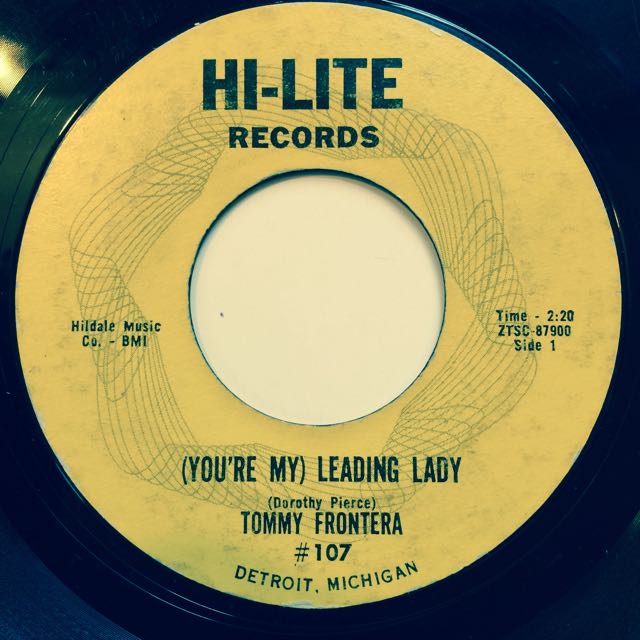 HI-LITE
RECORDS
Hildale Music
Co. - BMI
Time - 2:20
ZTSC-87900
Side 1
(YOU'RE MY) LEADING LADY
(Dorothy Pierce)
TOMMY FRONTERA
#107
DETROIT, MICHIGAN